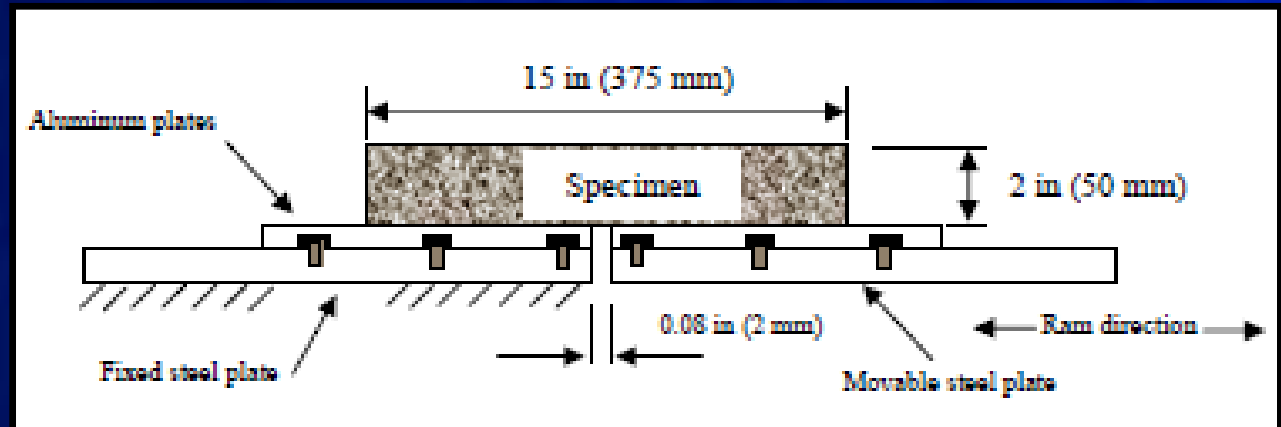 15 in (375 mm)
Aluminum plates
Specimen
2 in (50 mm)
0.08 in (2 mm)
Ram direction
Fixed steel plate
Movable steel plate